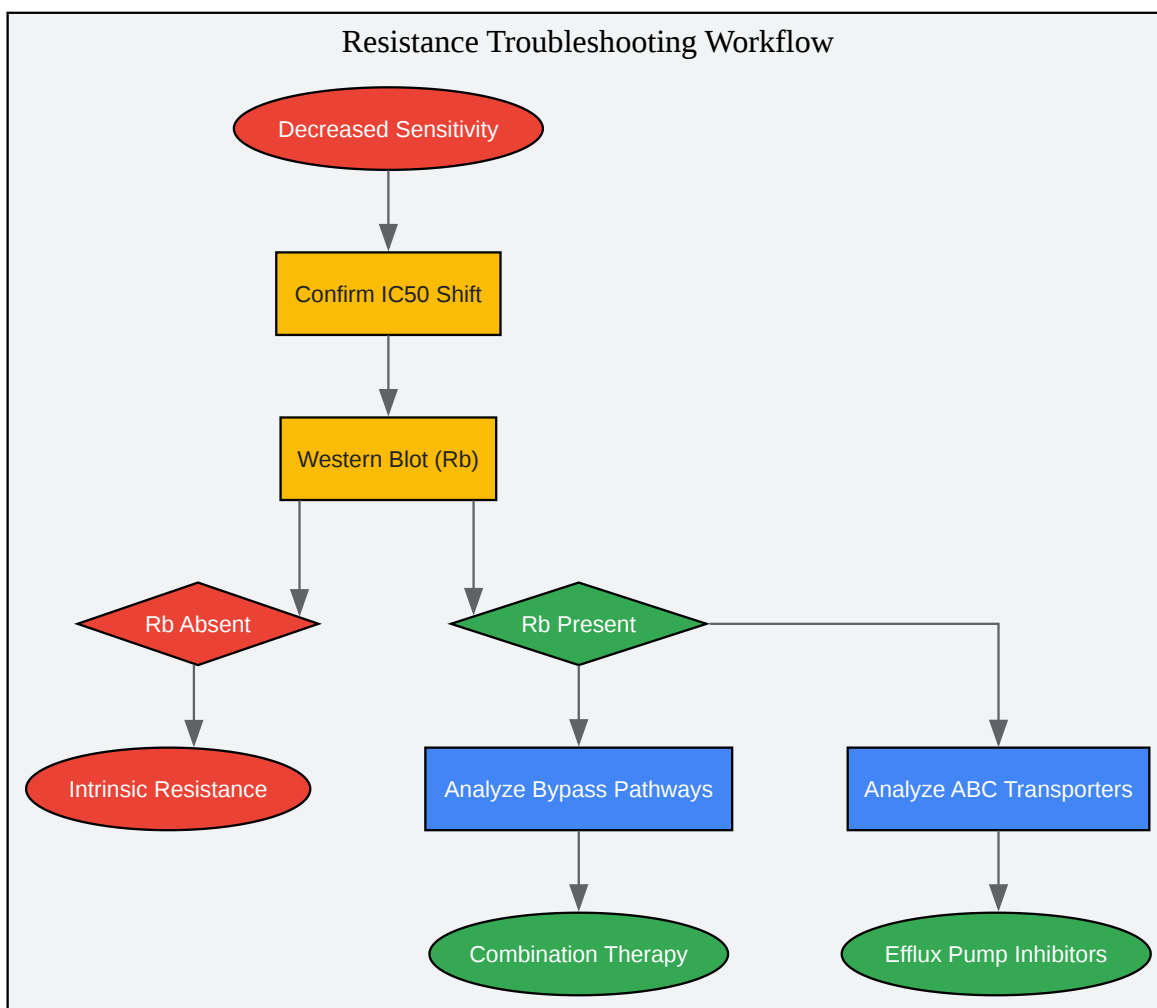 Resistance Troubleshooting Workflow
Decreased Sensitivity
Confirm IC50 Shift
Western Blot (Rb)
Rb Absent
Rb Present
Intrinsic Resistance
Analyze Bypass Pathways
Analyze ABC Transporters
Combination Therapy
Efflux Pump Inhibitors